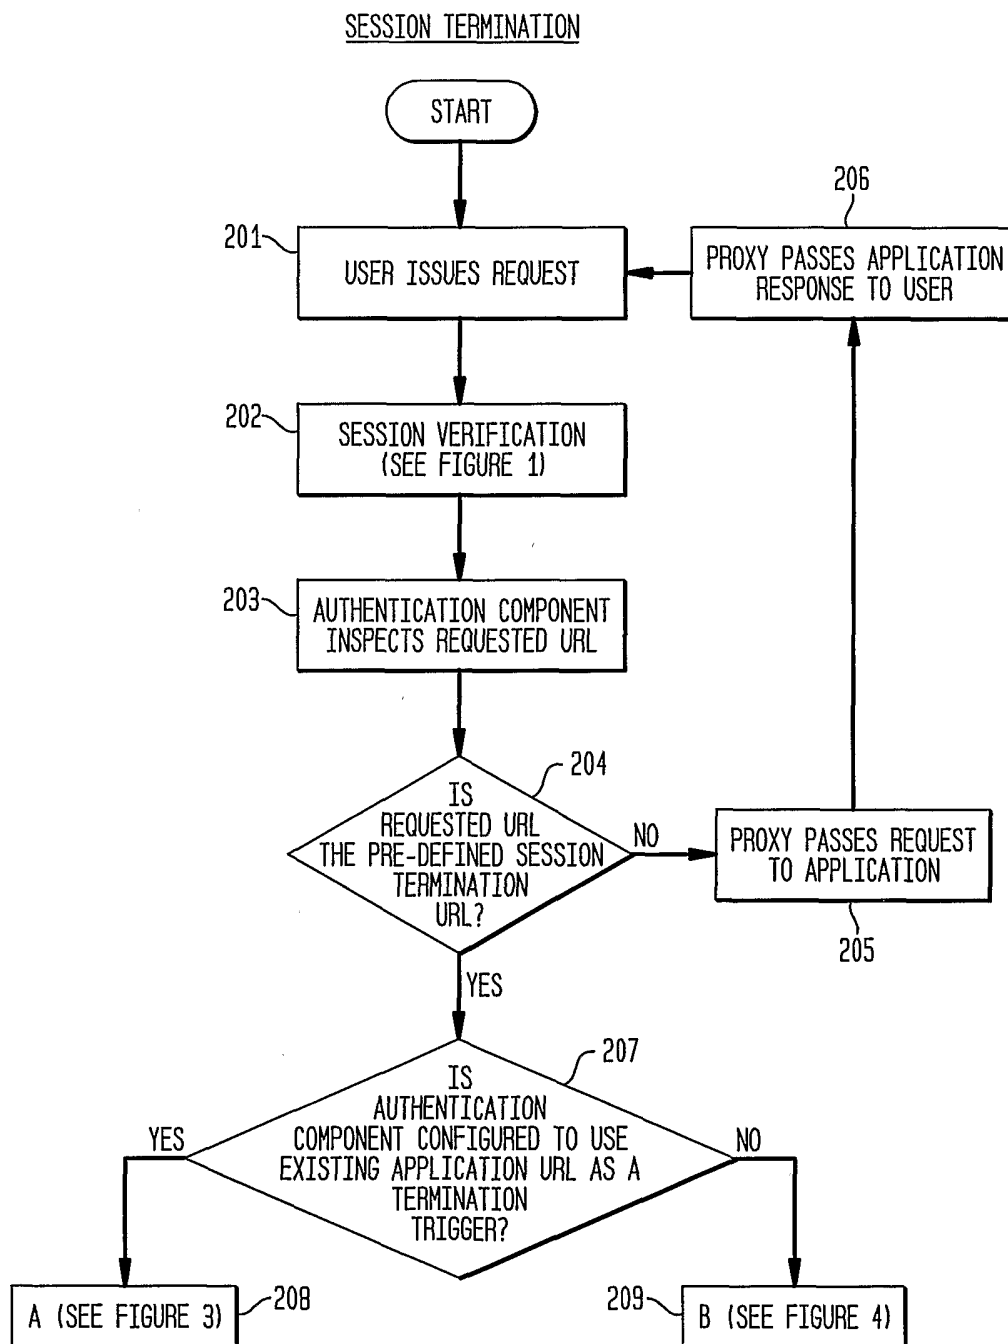 SESSION TERMINATION
START
206
201
USER ISSUES REQUEST
PROXY PASSES APPLICATION
RESPONSE TO USER
202
SESSION VERIFICATION
(SEE FIGURE 1)
203
AUTHENTICATION COMPONENT
INSPECTS REQUESTED URL
204
IS
REQUESTED URL
THE PRE-DEFINED SESSION
TERMINATION
URL?
NO
PROXY PASSES REQUEST
TO APPLICATION
205
YES
207
IS
AUTHENTICATION
COMPONENT CONFIGURED TO USE
EXISTING APPLICATION URL AS A
TERMINATION
TRIGGER?
YES
NO
A (SEE FIGURE 3)
208
209
B (SEE FIGURE 4)